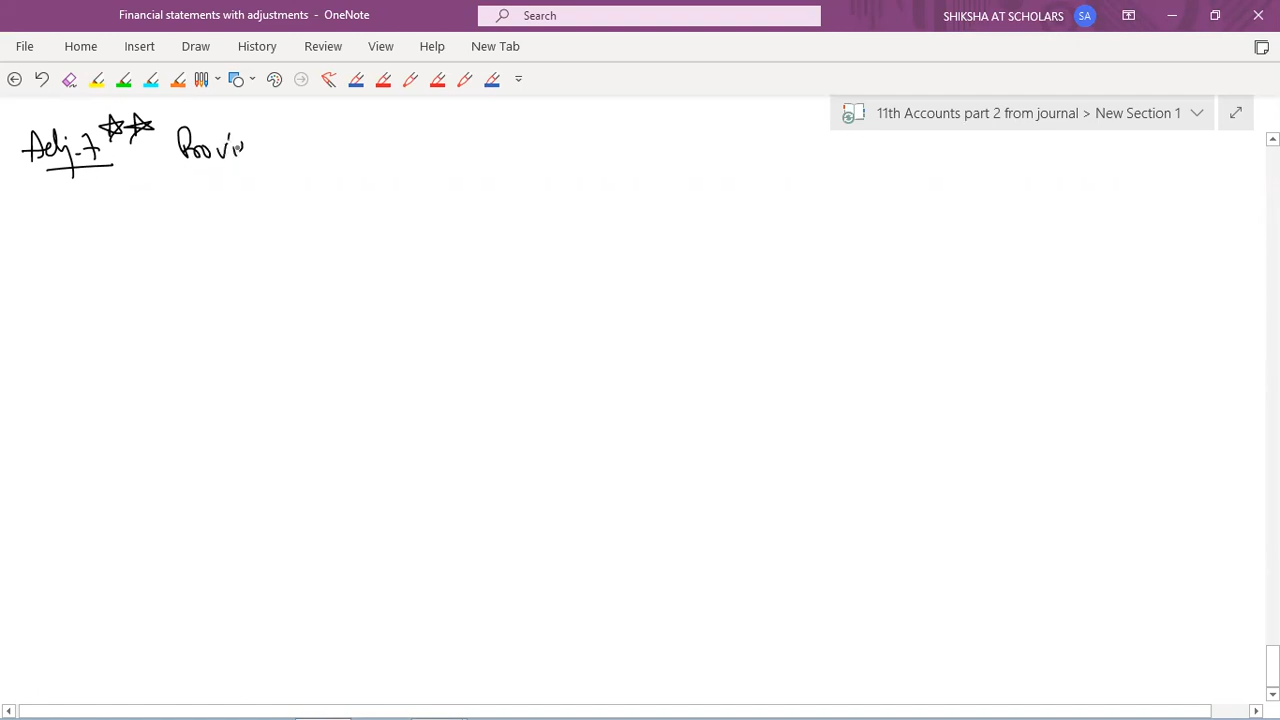 Financial statements with adjustments - OneNote
Search
SHIKSHA AT SCHOLARS
SA
File Home Insert Draw History Review View Help New Tab
11th Accounts part 2 from journal > New Section 1
Adj-7 Provi